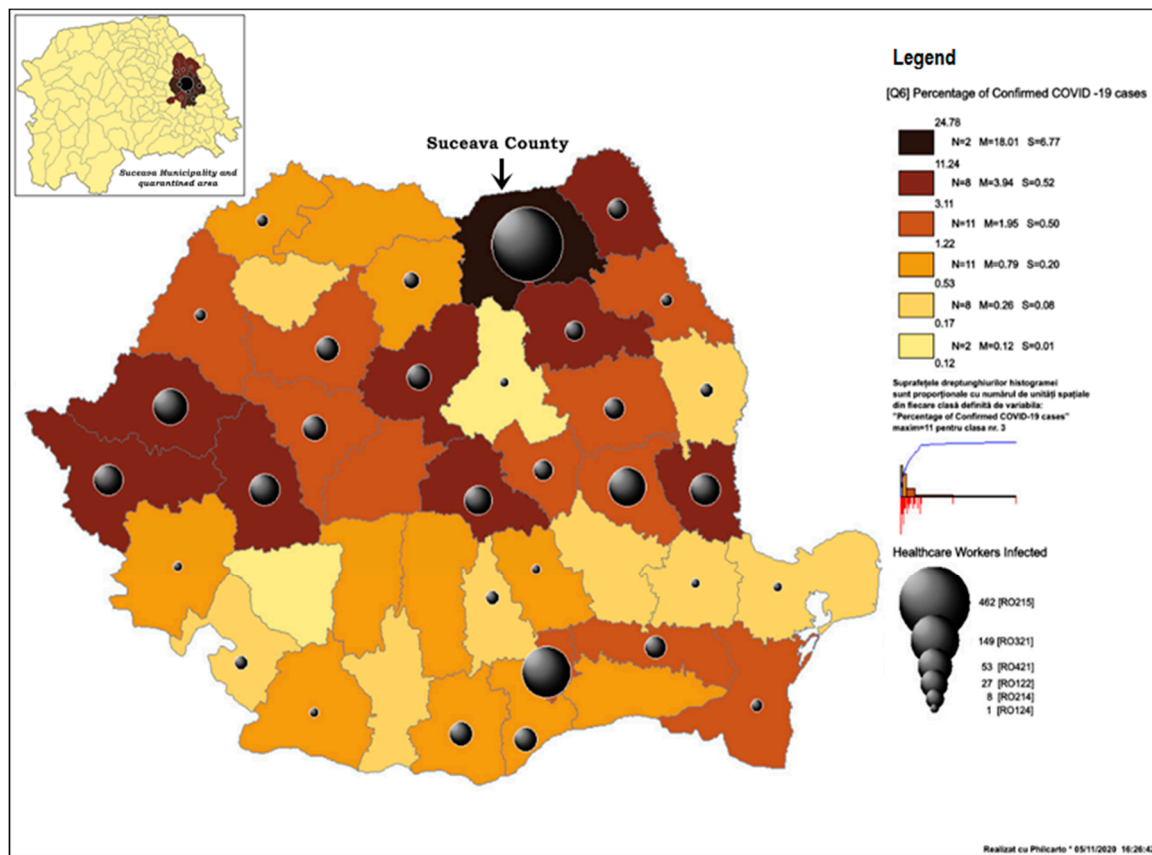 Suceava Municipality and
quarantined area
Suceava County
Legend
[Q6] Percentage of Confirmed COVID -19 cases
24.78
N=2 M=18.01 S=6.77
11.24
N=8 M=3.94 S=0.52
3.11
N=11 M=1.95 S=0.50
1.22
N=11 M=0.79 S=0.20
0.53
N=8 M=0.26 S=0.08
0.17
N=2 M=0.12 S=0.01
0.12
Suprafețele dreptunghiurilor histogramei
sunt proporționale cu numărul de unități spațiale
din fiecare clasă definită de variabila:
"Percentage of Confirmed COVID-19 cases"
maxim=11 pentru clasa nr. 3
Healthcare Workers Infected
462 [RO215]
149 [RO321]
53 [RO421]
27 [RO122]
8 [RO214]
1 [RO124]
Realizat cu Philcarto * 05/11/2020 16:26:42